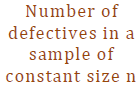 Number of
defectives in a
sample of
constant size n